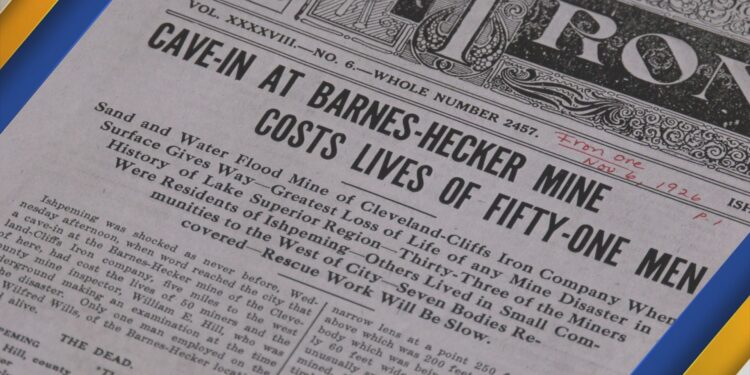 IRON
VOL. XXXXVIII.—NO. 6.—WHOLE NUMBER 2457.
Iron ore
Nov 6, 1926
p. 1
ISH
CAVE-IN AT BARNES-HECKER MINE
COSTS LIVES OF FIFTY-ONE MEN
Sand and Water Flood Mine of Cleveland-Cliffs Iron Company When
Surface Gives Way—Greatest Loss of Life of any Mine Disaster in
History of Lake Superior Region—Thirty-Three of the Miners
Were Residents of Ishpeming—Others Lived in Small Com-
munities to the West of City—Seven Bodies Re-
covered—Rescue Work Will Be Slow.
Ishpeming was shocked as never before, Wed-
nesday afternoon, when word reached the city that
a cave-in at the Barnes-Hecker mine of the Cleve-
land-Cliffs Iron company, five miles to the west
here, had cost the lives of 60 miners and the
ounty mine inspector, William E. Hill, who was
derground making an examination at the time
the disaster. Only one man employed on the
Wilfred Wills, of the Barnes-Hecker locat
alive.
PEMING THE DEAD.
Hill, county
narrow lens at a point 250 f
above which was 200 feet
body which was being
ly 60 feet wide
unusually
mined,